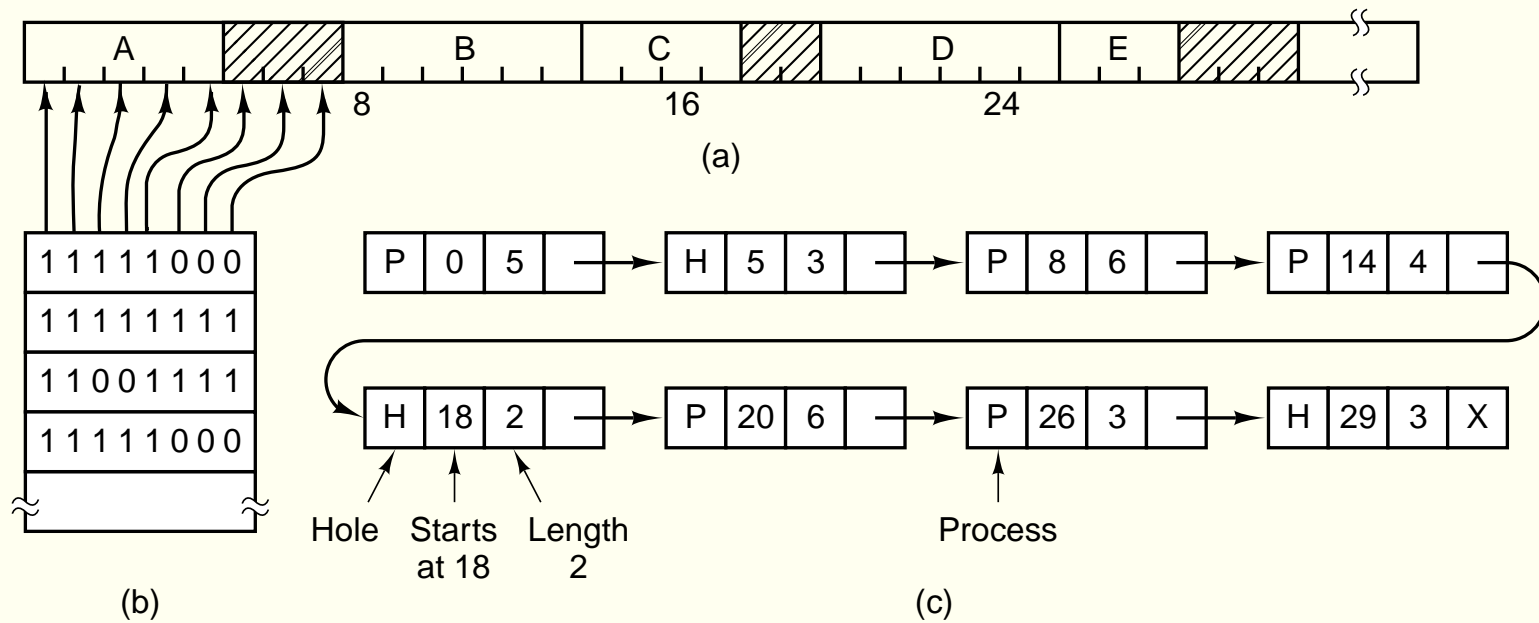 A B C D E
8 16 24
(a)
1 1 1 1 1 0 0 0
1 1 1 1 1 1 1 1
1 1 0 0 1 1 1 1
1 1 1 1 1 0 0 0
(b)
P 0 5 H 5 3 P 8 6 P 14 4
H 18 2 P 20 6 P 26 3 H 29 3 X
Hole Starts Length Process
at 18 2
(c)